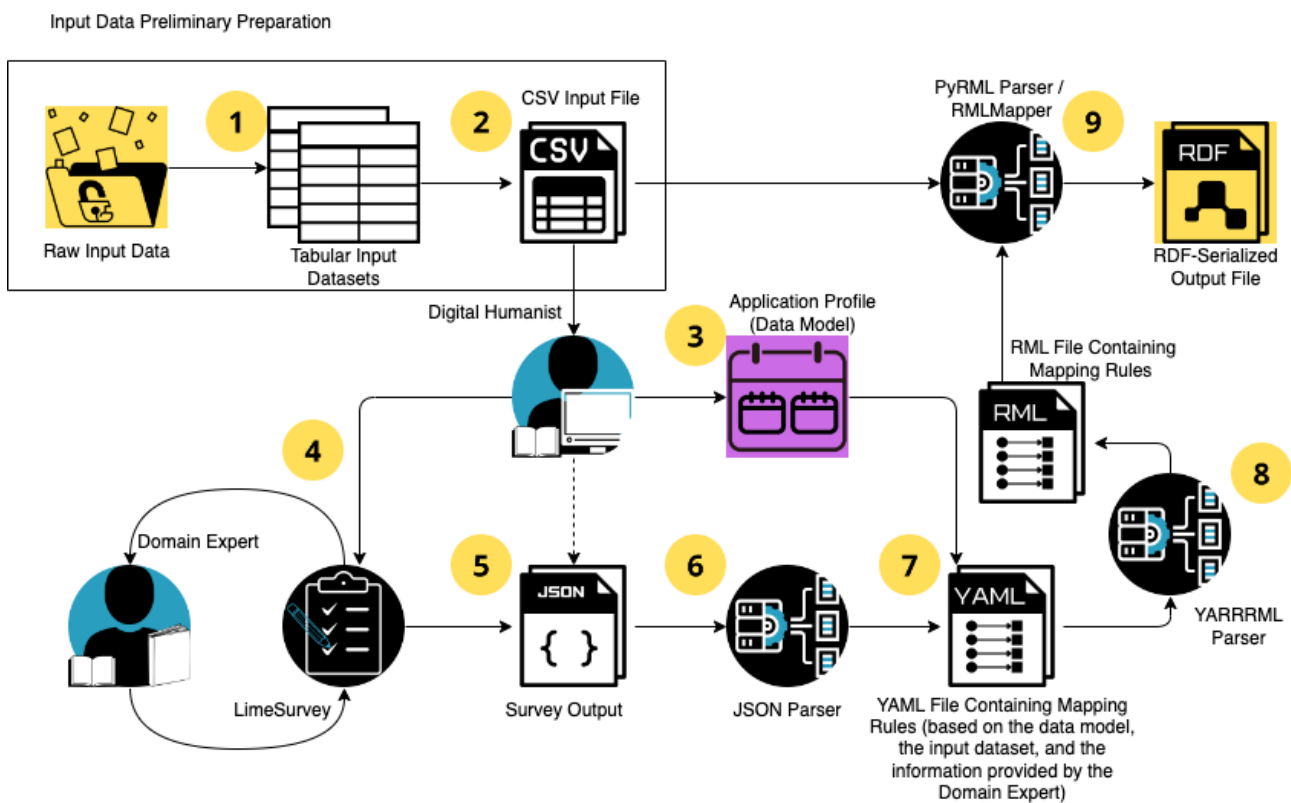 Input Data Preliminary Preparation
1
2
CSV Input File
CSV
Raw Input Data
Tabular Input
Datasets
PyRML Parser /
RMLMapper
9
RDF
RDF-Serialized
Output File
Digital Humanist
3
Application Profile
(Data Model)
RML File Containing
Mapping Rules
RML
4
8
Domain Expert
5
6
7
JSON
{ }
YAML
YARRRML
Parser
LimeSurvey
Survey Output
JSON Parser
YAML File Containing Mapping
Rules (based on the data model,
the input dataset, and the
information provided by the
Domain Expert)